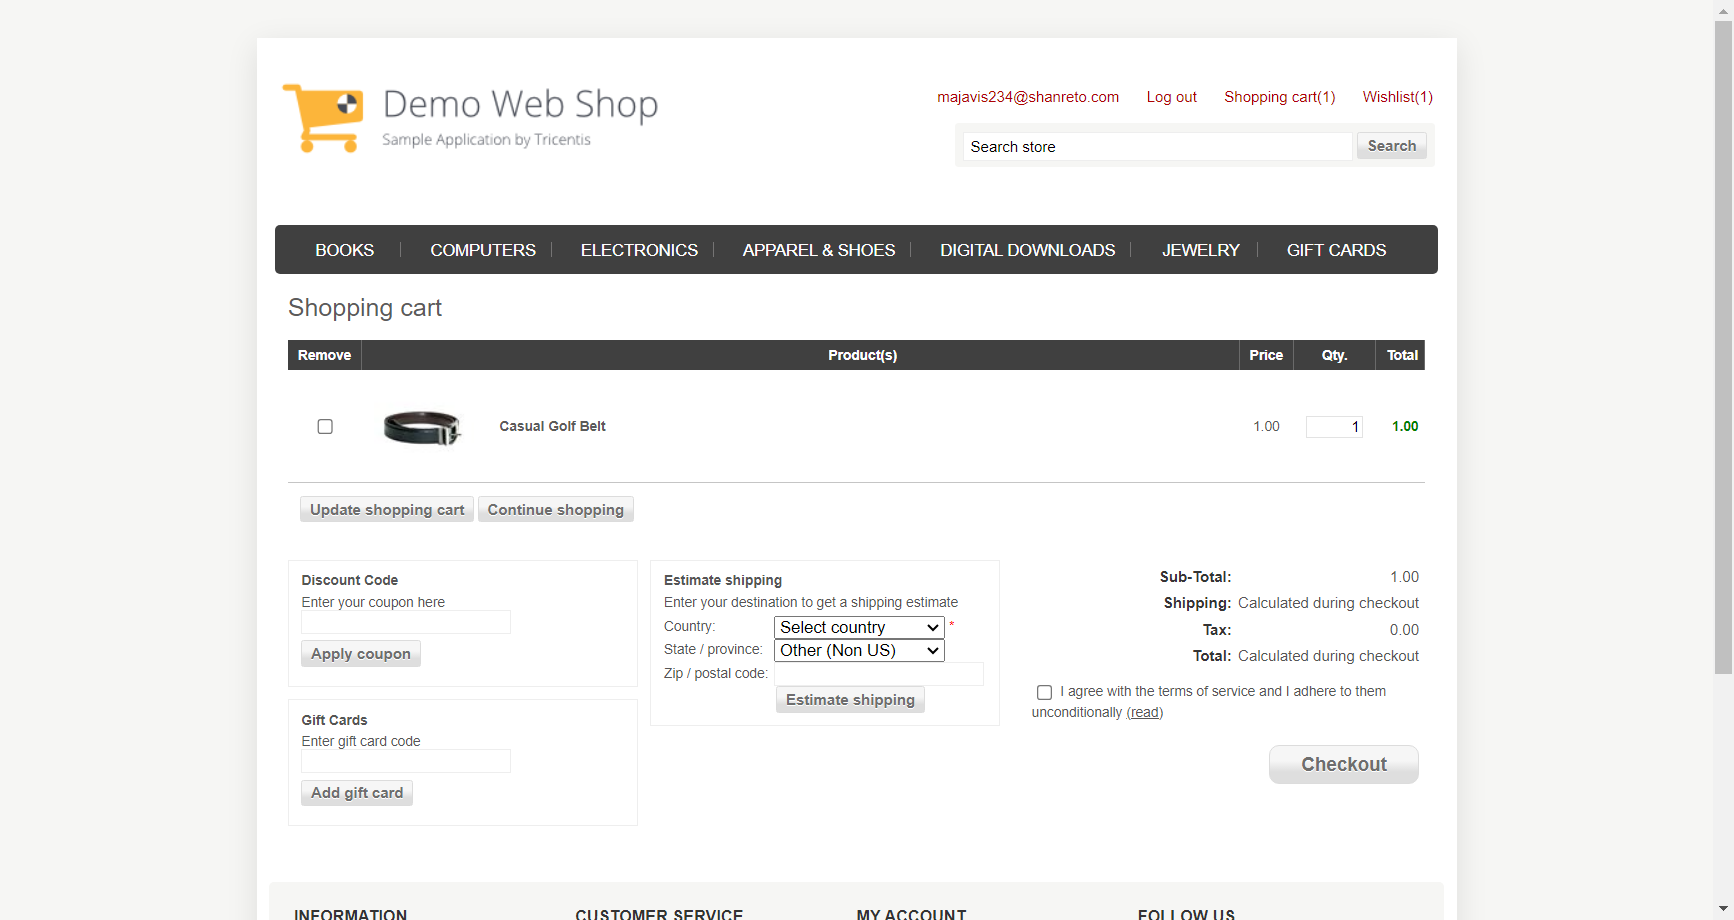 Demo Web Shop
Sample Application by Tricentis
majavis234@shanreto.com Log out Shopping cart(1) Wishlist(1)
Search store Search
BOOKS COMPUTERS ELECTRONICS APPAREL & SHOES DIGITAL DOWNLOADS JEWELRY GIFT CARDS
Shopping cart
Remove Product(s) Price Qty. Total
Casual Golf Belt 1.00 1 1.00
Update shopping cart Continue shopping
Discount Code
Enter your coupon here
Apply coupon
Gift Cards
Enter gift card code
Add gift card
Estimate shipping
Enter your destination to get a shipping estimate
Country: Select country *
State / province: Other (Non US)
Zip / postal code:
Estimate shipping
Sub-Total: 1.00
Shipping: Calculated during checkout
Tax: 0.00
Total: Calculated during checkout
I agree with the terms of service and I adhere to them
unconditionally (read)
Checkout
INFORMATION CUSTOMER SERVICE MY ACCOUNT FOLLOW US